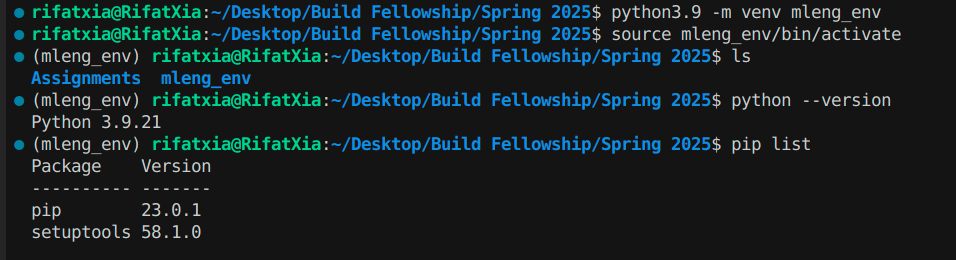 rifatxia@RifatXia:~/Desktop/Build Fellowship/Spring 2025$ python3.9 -m venv mleng_env
rifatxia@RifatXia:~/Desktop/Build Fellowship/Spring 2025$ source mleng_env/bin/activate
(mleng_env) rifatxia@RifatXia:~/Desktop/Build Fellowship/Spring 2025$ ls
Assignments  mleng_env
(mleng_env) rifatxia@RifatXia:~/Desktop/Build Fellowship/Spring 2025$ python --version
Python 3.9.21
(mleng_env) rifatxia@RifatXia:~/Desktop/Build Fellowship/Spring 2025$ pip list
Package    Version
---------- -------
pip        23.0.1
setuptools 58.1.0